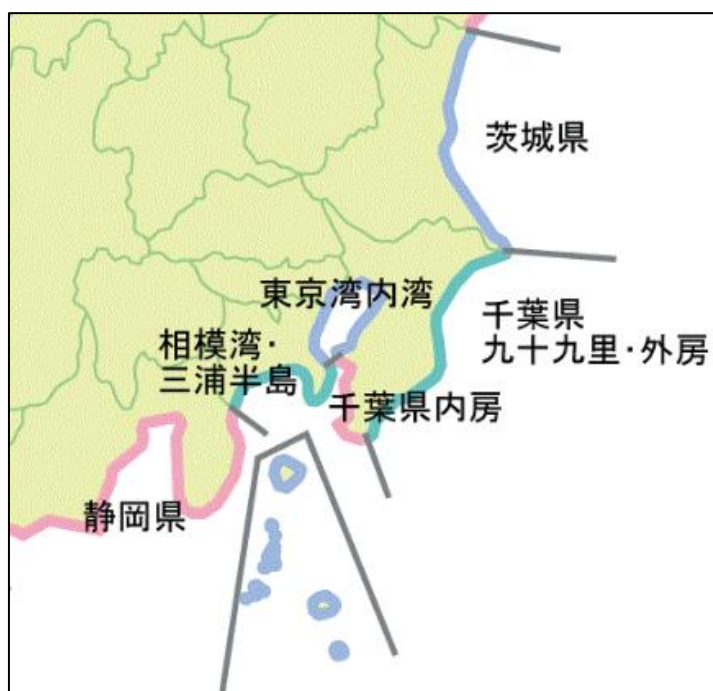 茨城県
東京湾内湾
千葉県
九十九里・外房
相模湾・
三浦半島
千葉県内房
静岡県